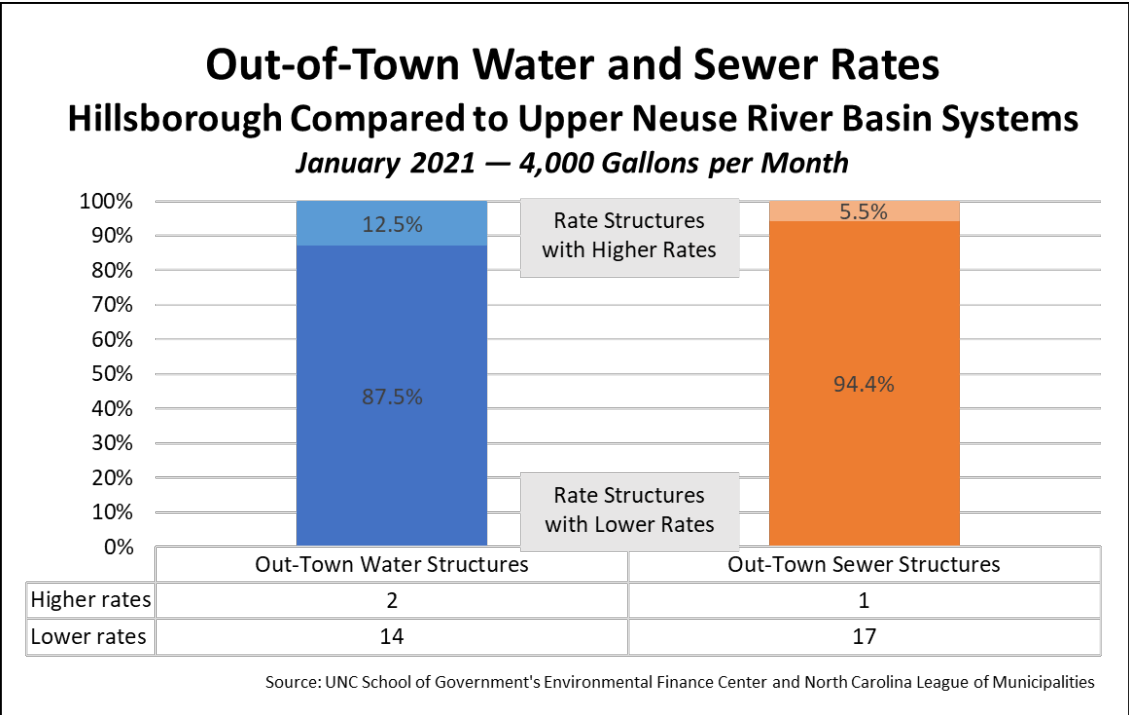 Out-of-Town Water and Sewer Rates
Hillsborough Compared to Upper Neuse River Basin Systems
January 2021 — 4,000 Gallons per Month
100%
90%
80%
70%
60%
50%
40%
30%
20%
10%
0%
12.5%
87.5%
Rate Structures
with Higher Rates
Rate Structures
with Lower Rates
5.5%
94.4%
Out-Town Water Structures Out-Town Sewer Structures
Higher rates 2 1
Lower rates 14 17
Source: UNC School of Government's Environmental Finance Center and North Carolina League of Municipalities